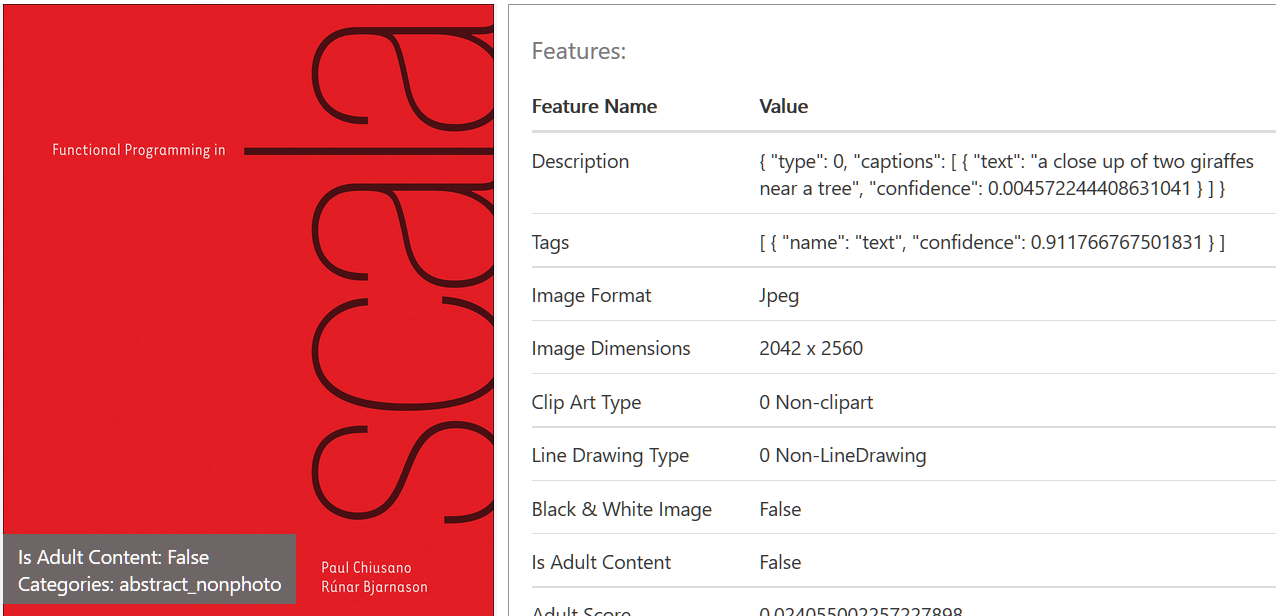 Functional Programming in
scala
Paul Chiusano
Rúnar Bjarnason
Is Adult Content: False
Categories: abstract_nonphoto
Features:
Feature Name Value
Description { "type": 0, "captions": [ { "text": "a close up of two giraffes
near a tree", "confidence": 0.004572244408631041 } ] }
Tags [ { "name": "text", "confidence": 0.911766767501831 } ]
Image Format Jpeg
Image Dimensions 2042 x 2560
Clip Art Type 0 Non-clipart
Line Drawing Type 0 Non-LineDrawing
Black & White Image False
Is Adult Content False
Adult Score 0.024055002257227898